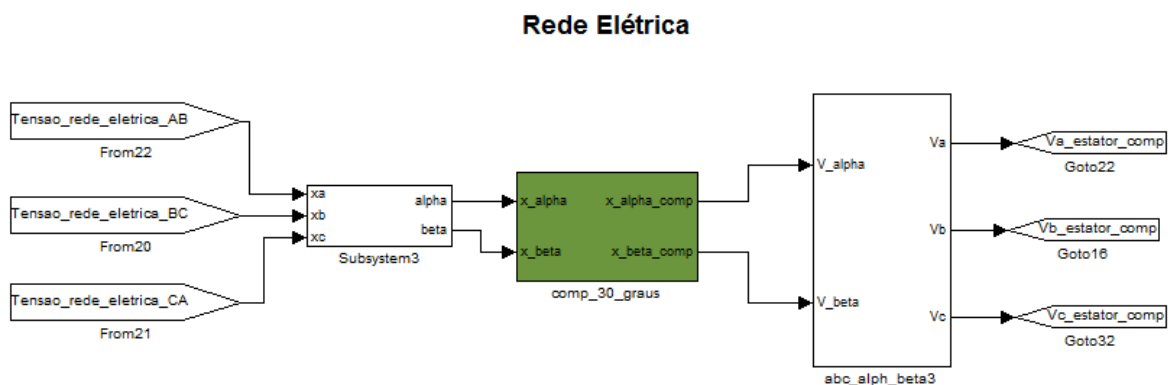 Rede Elétrica
Tensao_rede_eletrica_AB
From22
Tensao_rede_eletrica_BC
From20
Tensao_rede_eletrica_CA
From21
xa
xb
xc
alpha
beta
Subsystem3
x_alpha
x_beta
x_alpha_comp
x_beta_comp
comp_30_graus
V_alpha
V_beta
Va
Vb
Vc
abc_alph_beta3
Va_estator_comp
Goto22
Vb_estator_comp
Goto16
Vc_estator_comp
Goto32